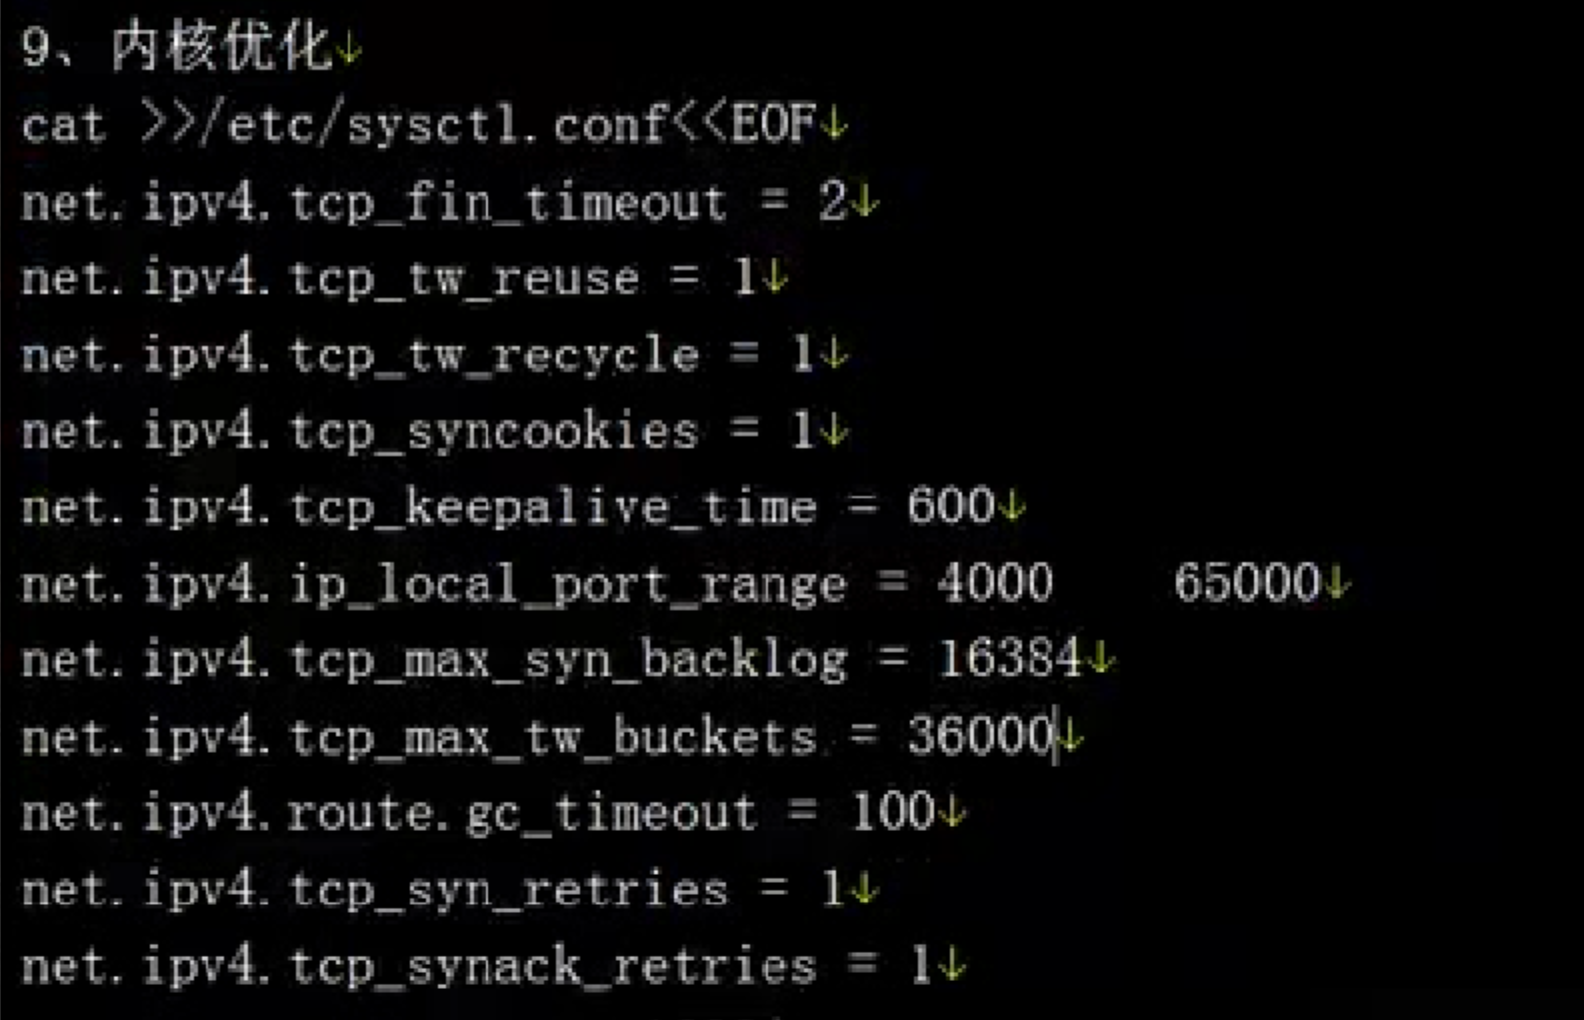 9、内核优化↓
cat >>/etc/sysctl.conf<<EOF↓
net.ipv4.tcp_fin_timeout = 2↓
net.ipv4.tcp_tw_reuse = 1↓
net.ipv4.tcp_tw_recycle = 1↓
net.ipv4.tcp_syncookies = 1↓
net.ipv4.tcp_keepalive_time = 600↓
net.ipv4.ip_local_port_range = 4000    65000↓
net.ipv4.tcp_max_syn_backlog = 16384↓
net.ipv4.tcp_max_tw_buckets = 36000↓
net.ipv4.route.gc_timeout = 100↓
net.ipv4.tcp_syn_retries = 1↓
net.ipv4.tcp_synack_retries = 1↓